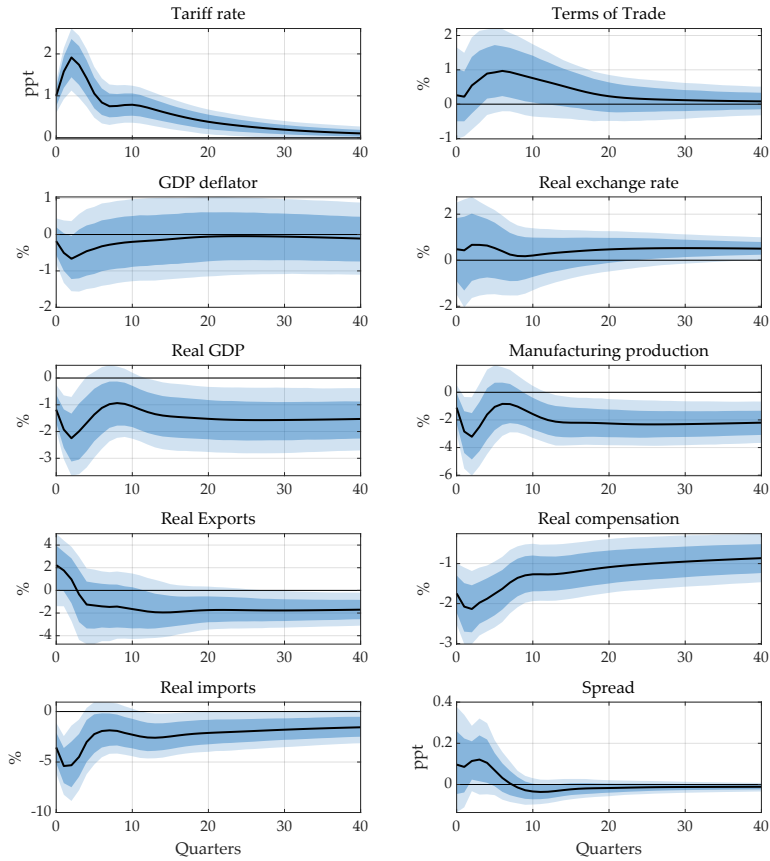 Tariff rate
ppt
2
1
0
0 10 20 30 40
Terms of Trade
%
2
1
0
-1
0 10 20 30 40
GDP deflator
%
1
0
-1
-2
0 10 20 30 40
Real exchange rate
%
2
0
-2
0 10 20 30 40
Real GDP
%
0
-1
-2
-3
0 10 20 30 40
Manufacturing production
%
0
-2
-4
-6
0 10 20 30 40
Real Exports
%
4
2
0
-2
-4
0 10 20 30 40
Real compensation
%
-1
-2
-3
0 10 20 30 40
Real imports
%
0
-5
-10
0 10 20 30 40
Quarters
Spread
ppt
0.4
0.2
0
0 10 20 30 40
Quarters